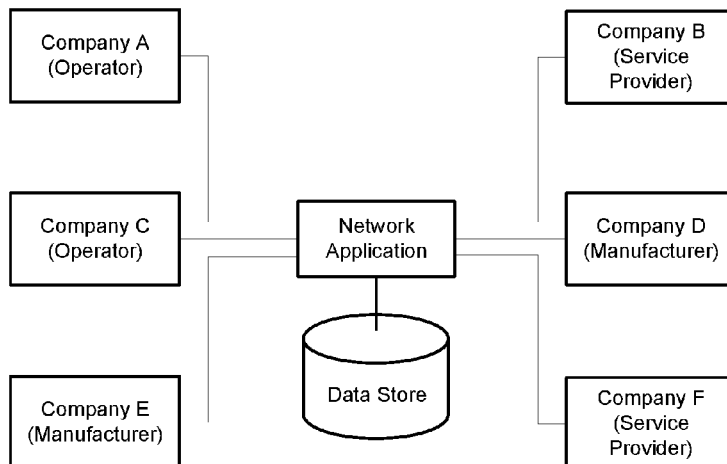 Company A
(Operator)
Company B
(Service
Provider)
Company C
(Operator)
Network
Application
Company D
(Manufacturer)
Data Store
Company E
(Manufacturer)
Company F
(Service
Provider)